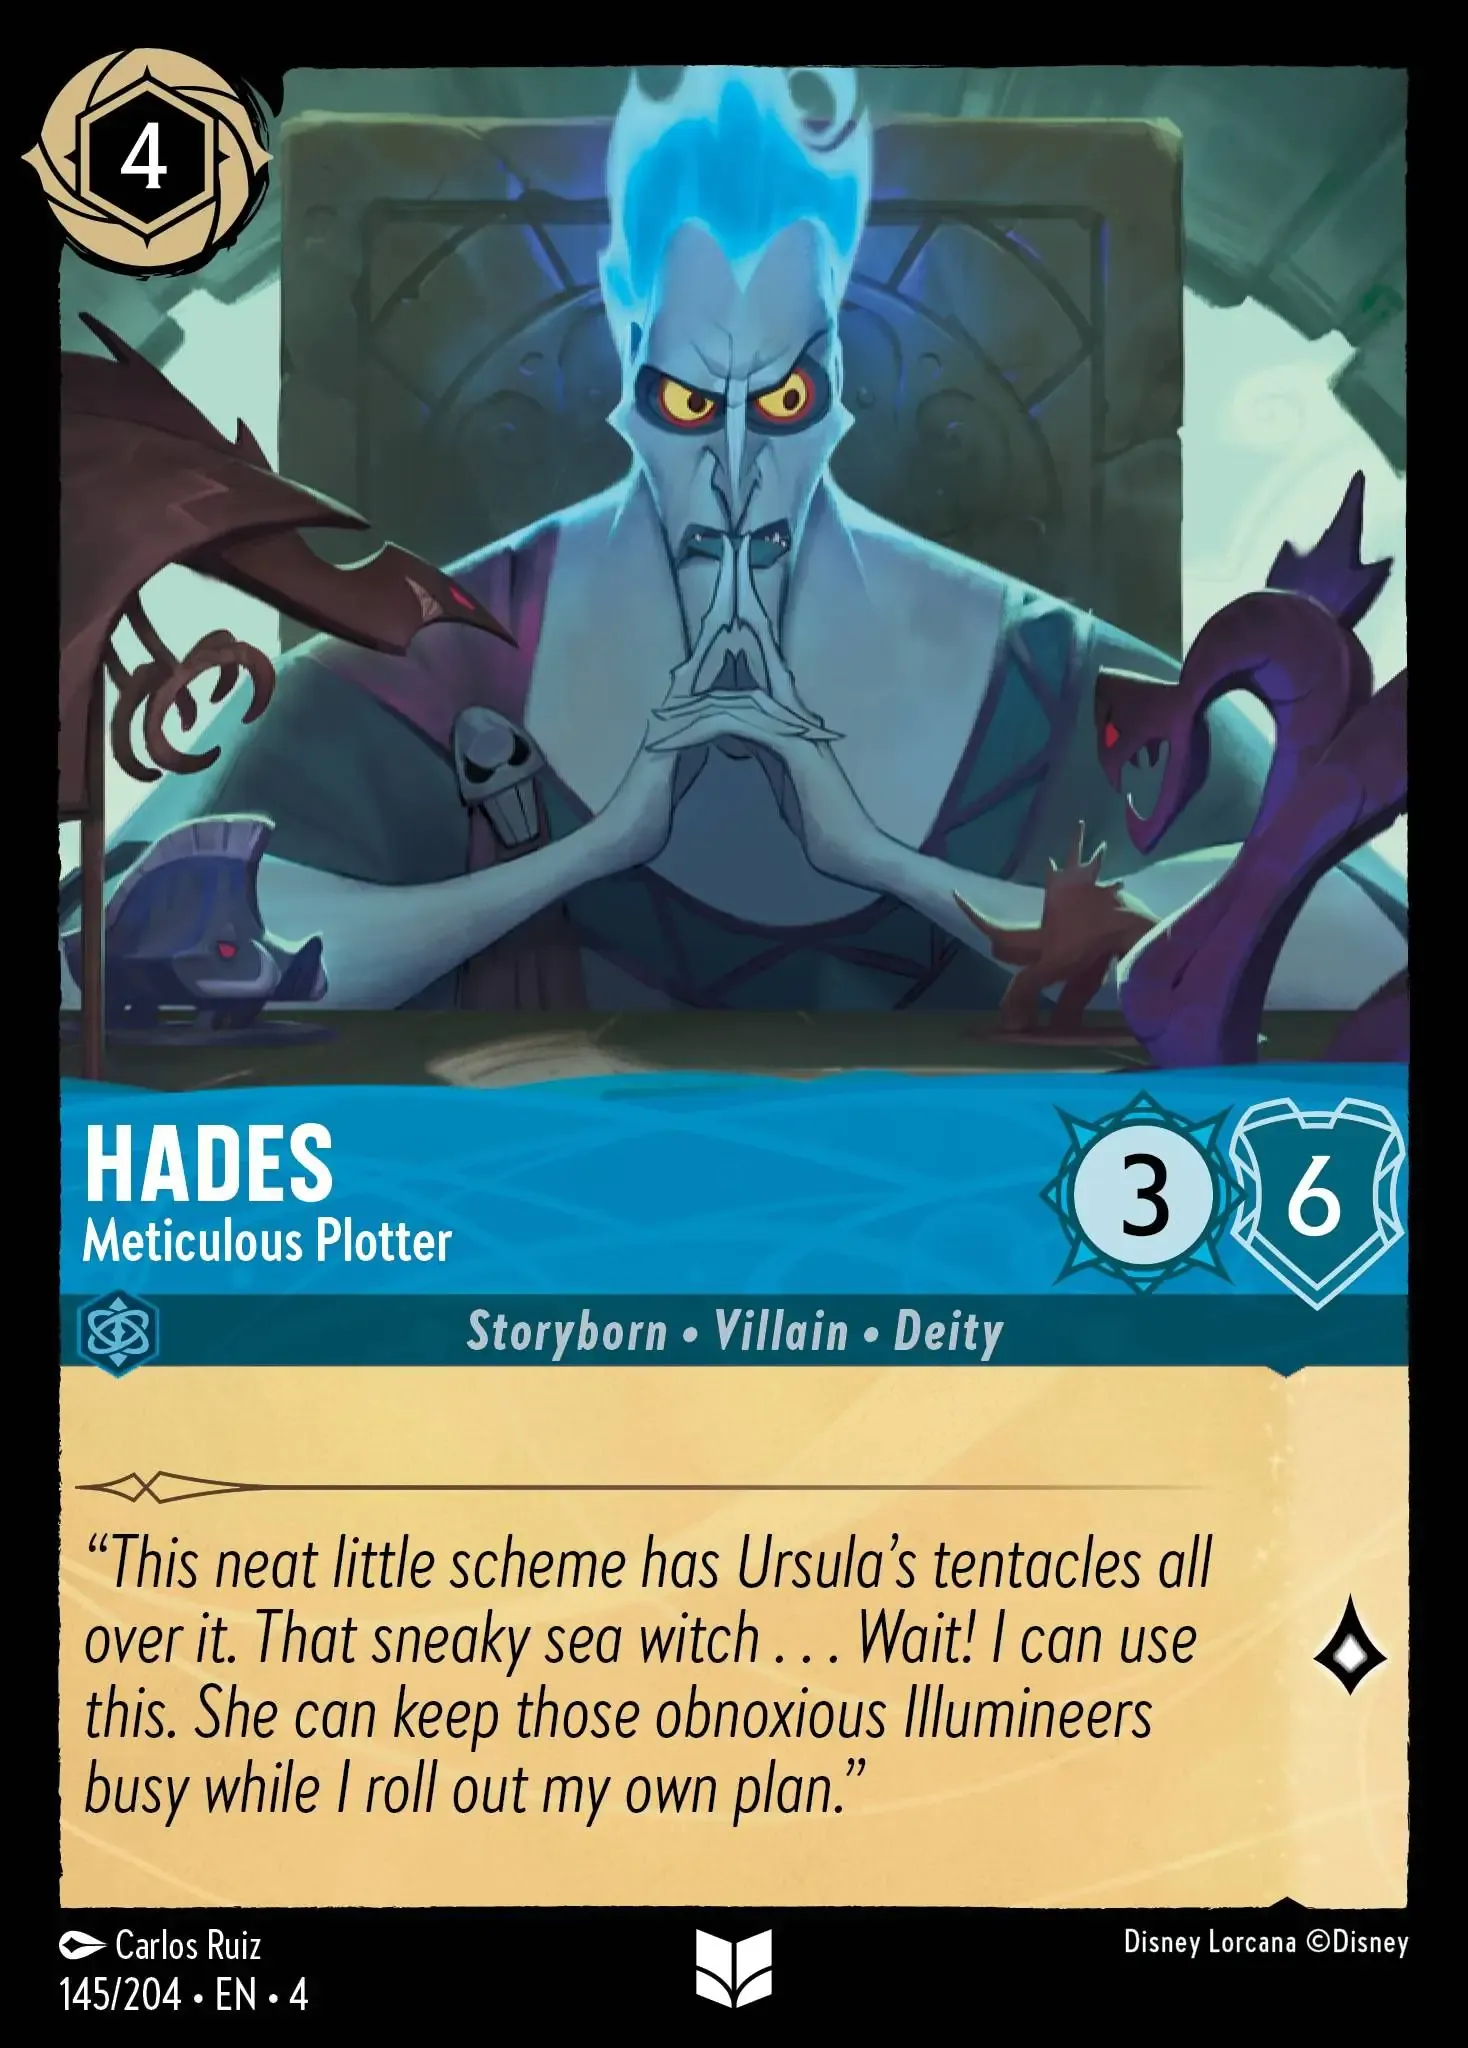 4
HADES
Meticulous Plotter
3
6
Storyborn • Villain • Deity
“This neat little scheme has Ursula’s tentacles all
over it. That sneaky sea witch . . . Wait! I can use
this. She can keep those obnoxious Illumineers
busy while I roll out my own plan.”
Carlos Ruiz
Disney Lorcana ©Disney
145/204 • EN • 4